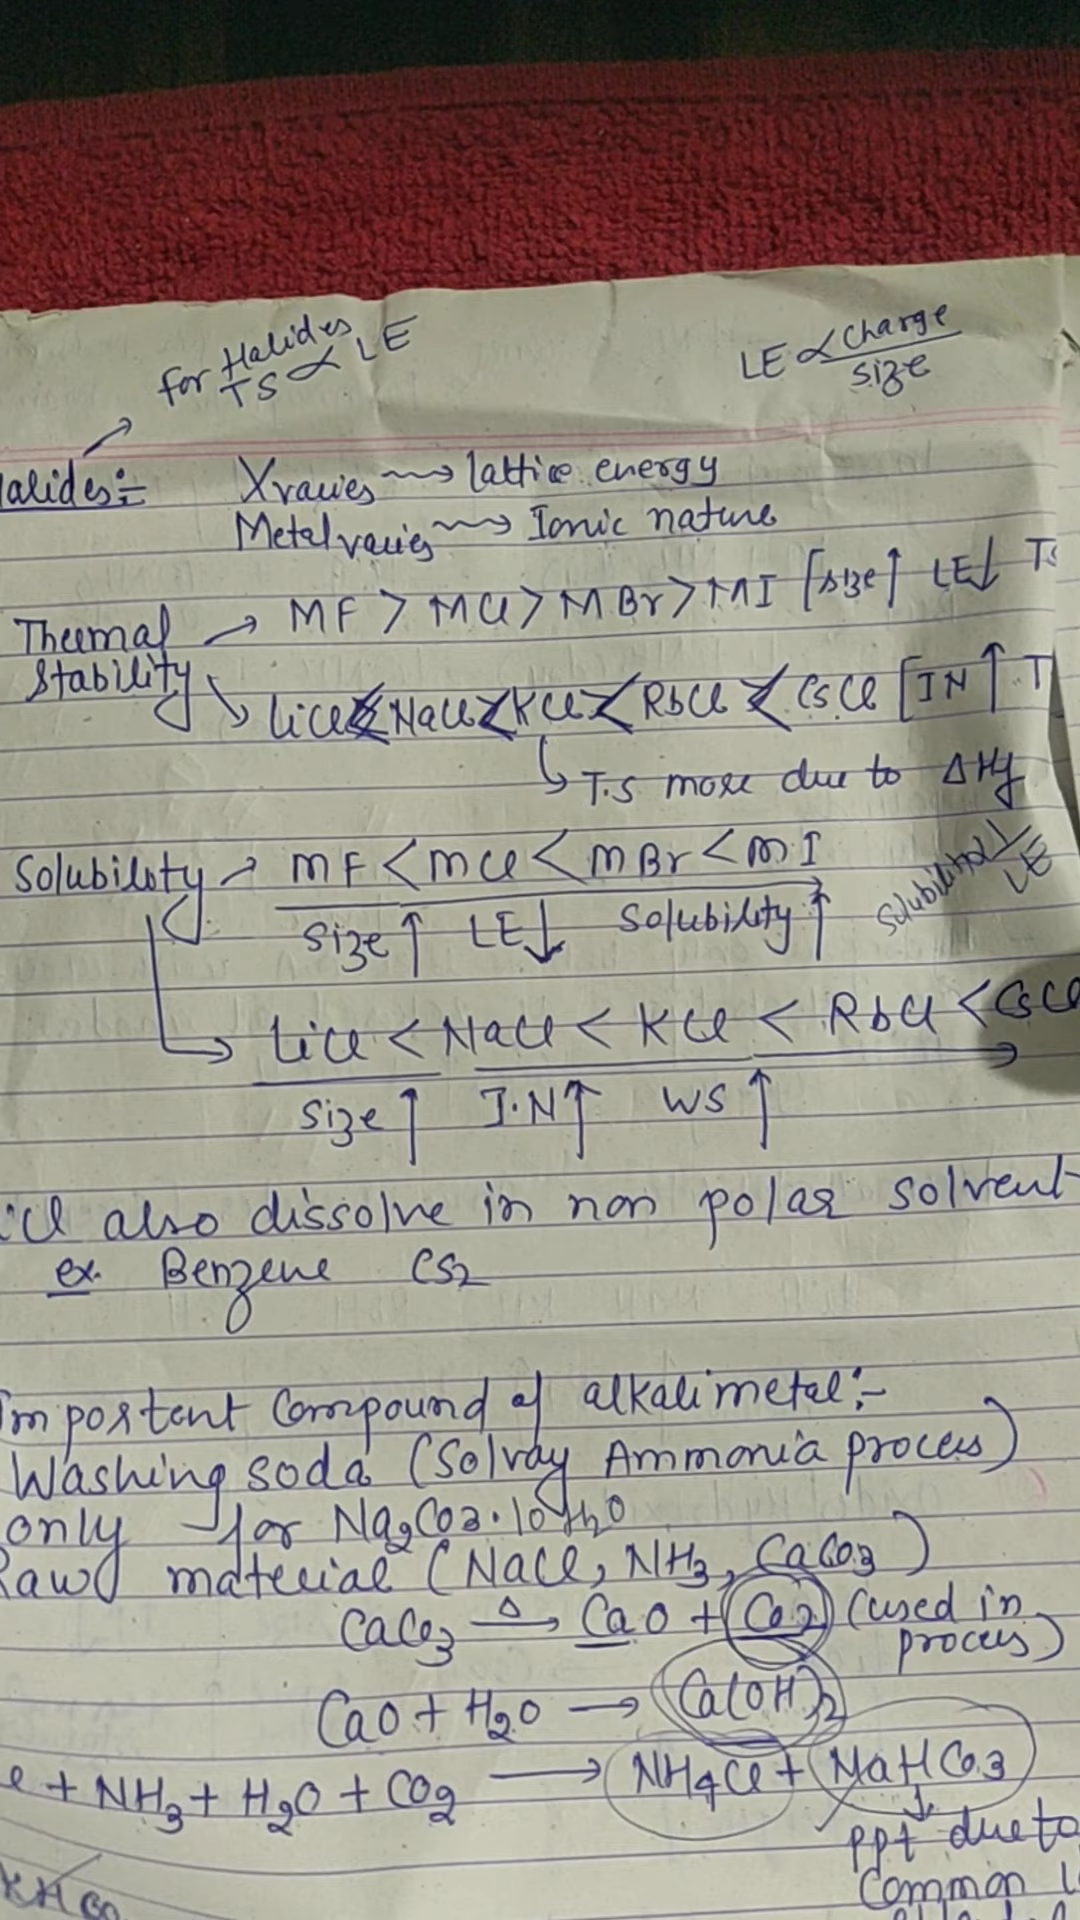 for Halides
TS ∝ LE
LE ∝ Charge/Size
alides:-
X varies ⟿ lattice energy
Metal varies ⟿ Ionic nature
Thermal Stability → MF > MCl > MBr > MI [size↑ LE↓ TS
↘ LiCl < NaCl < KCl < RbCl < CsCl [IN↑ T
↳ T.S more due to ΔHf
Solubility → MF < MCl < MBr < MI
Size↑ LE↓ Solubility↑
Solubility ∝ 1/LE
→ LiCl < NaCl < KCl < RbCl < CsCl
Size↑ I.N↑ WS↑
iCl also dissolve in non polar solvent
ex. Benzene CS2
Important Compound of alkali metal:-
Washing Soda (Solvay Ammonia process)
only for Na2CO3·10H2O
Raw material (NaCl, NH3, CaCO3)
CaCO3 —Δ→ CaO + CO2 (used in process)
CaO + H2O → Ca(OH)2
l + NH3 + H2O + CO2 → NH4Cl + NaHCO3
↓
ppt due to
Common I
KHCO